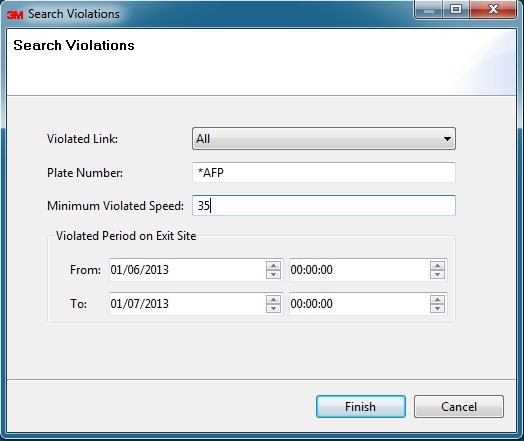 3M Search Violations
Search Violations
Violated Link: All
Plate Number: *AFP
Minimum Violated Speed: 35
Violated Period on Exit Site
From: 01/06/2013 00:00:00
To: 01/07/2013 00:00:00
Finish Cancel